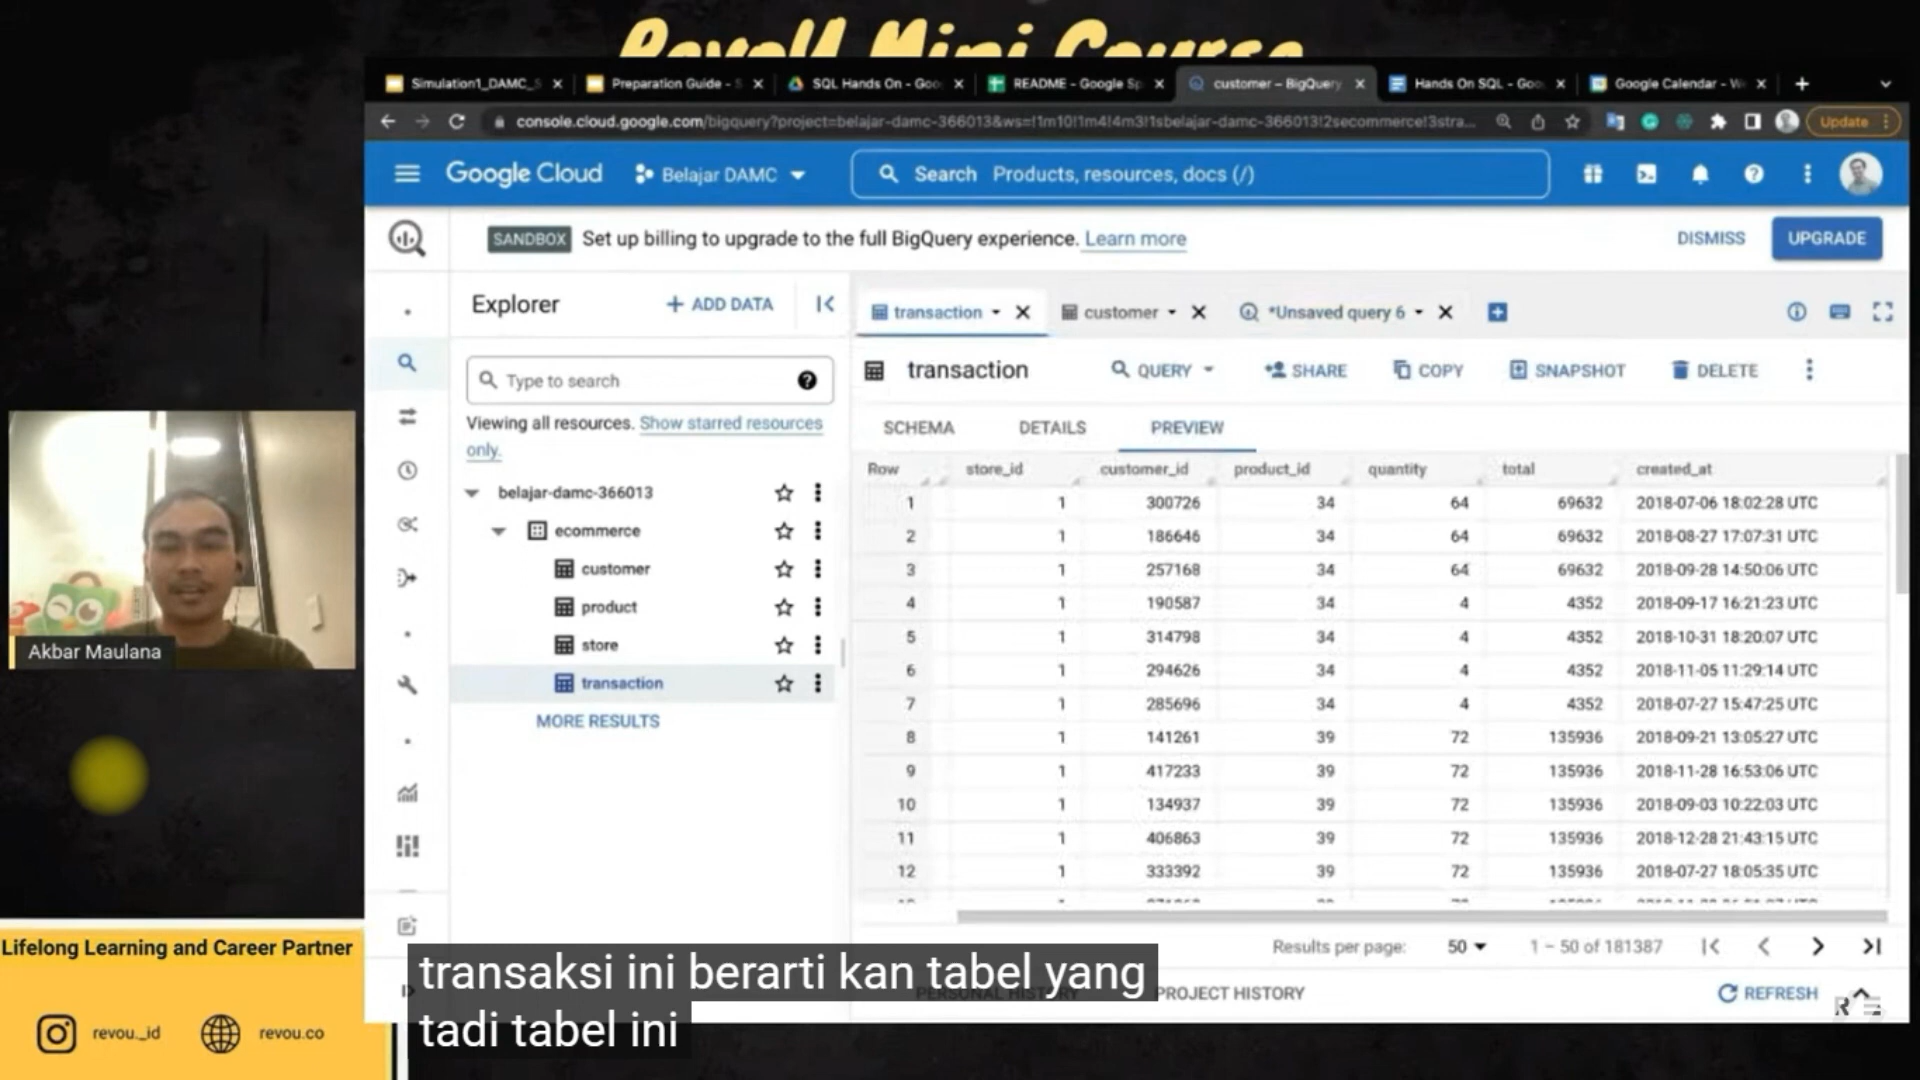 RevoU Mini Course
Simulation1_DAMC_S
Preparation Guide - S
SQL Hands On - Goo
README - Google Sp
customer – BigQuery
Hands On SQL - Goo
Google Calendar - We
console.cloud.google.com/bigquery?project=belajar-damc-366013&ws=!1m10!1m4!4m3!1sbelajar-damc-366013!2secommerce!3stra...
Update
Google Cloud
Belajar DAMC
Search Products, resources, docs (/)
SANDBOX Set up billing to upgrade to the full BigQuery experience. Learn more
DISMISS
UPGRADE
Explorer
+ ADD DATA
Type to search
Viewing all resources. Show starred resources
only.
belajar-damc-366013
ecommerce
customer
product
store
transaction
MORE RESULTS
transaction
customer
*Unsaved query 6
transaction
QUERY
SHARE
COPY
SNAPSHOT
DELETE
SCHEMA
DETAILS
PREVIEW
Row store_id customer_id product_id quantity total created_at
1 1 300726 34 64 69632 2018-07-06 18:02:28 UTC
2 1 186646 34 64 69632 2018-08-27 17:07:31 UTC
3 1 257168 34 64 69632 2018-09-28 14:50:06 UTC
4 1 190587 34 4 4352 2018-09-17 16:21:23 UTC
5 1 314798 34 4 4352 2018-10-31 18:20:07 UTC
6 1 294626 34 4 4352 2018-11-05 11:29:14 UTC
7 1 285696 34 4 4352 2018-07-27 15:47:25 UTC
8 1 141261 39 72 135936 2018-09-21 13:05:27 UTC
9 1 417233 39 72 135936 2018-11-28 16:53:06 UTC
10 1 134937 39 72 135936 2018-09-03 10:22:03 UTC
11 1 406863 39 72 135936 2018-12-28 21:43:15 UTC
12 1 333392 39 72 135936 2018-07-27 18:05:35 UTC
Results per page: 50 1 – 50 of 181387
PERSONAL HISTORY
PROJECT HISTORY
REFRESH
Akbar Maulana
Lifelong Learning and Career Partner
revou_id
revou.co
transaksi ini berarti kan tabel yang
tadi tabel ini